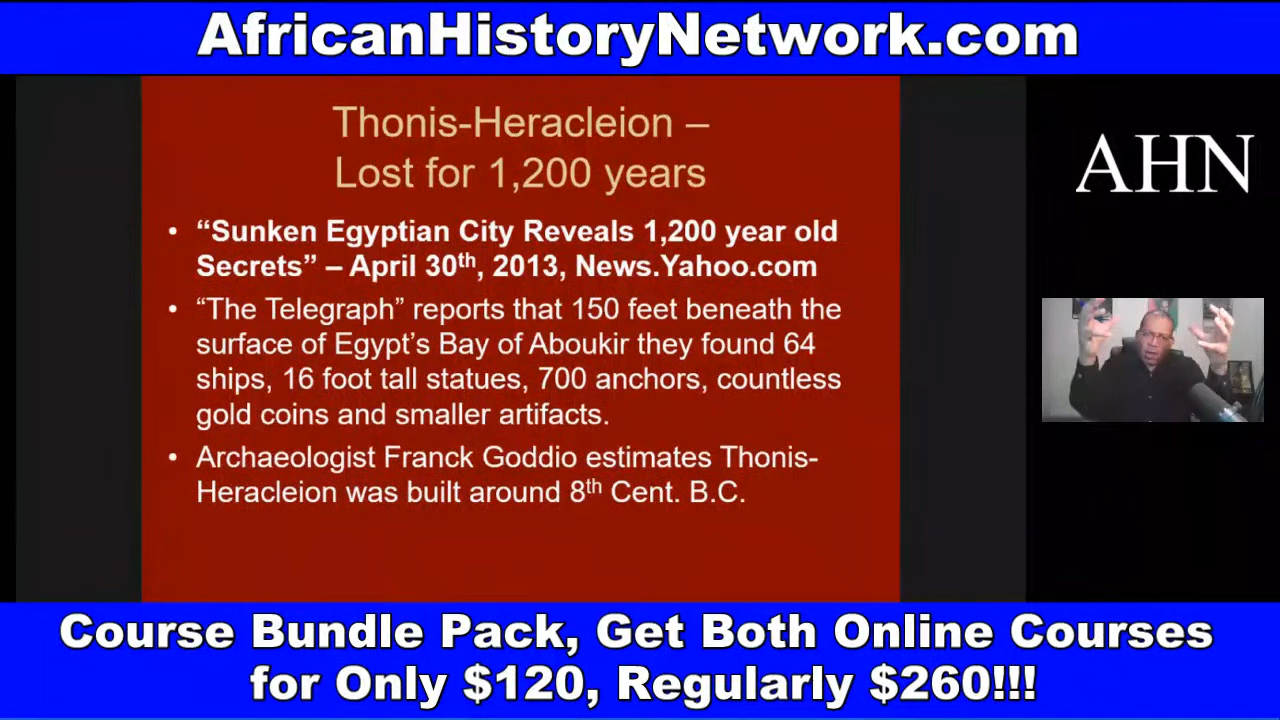 AfricanHistoryNetwork.com
Thonis-Heracleion –
Lost for 1,200 years
AHN
• “Sunken Egyptian City Reveals 1,200 year old
Secrets” – April 30th, 2013, News.Yahoo.com
• “The Telegraph” reports that 150 feet beneath the
surface of Egypt’s Bay of Aboukir they found 64
ships, 16 foot tall statues, 700 anchors, countless
gold coins and smaller artifacts.
• Archaeologist Franck Goddio estimates Thonis-
Heracleion was built around 8th Cent. B.C.
Course Bundle Pack, Get Both Online Courses
for Only $120, Regularly $260!!!